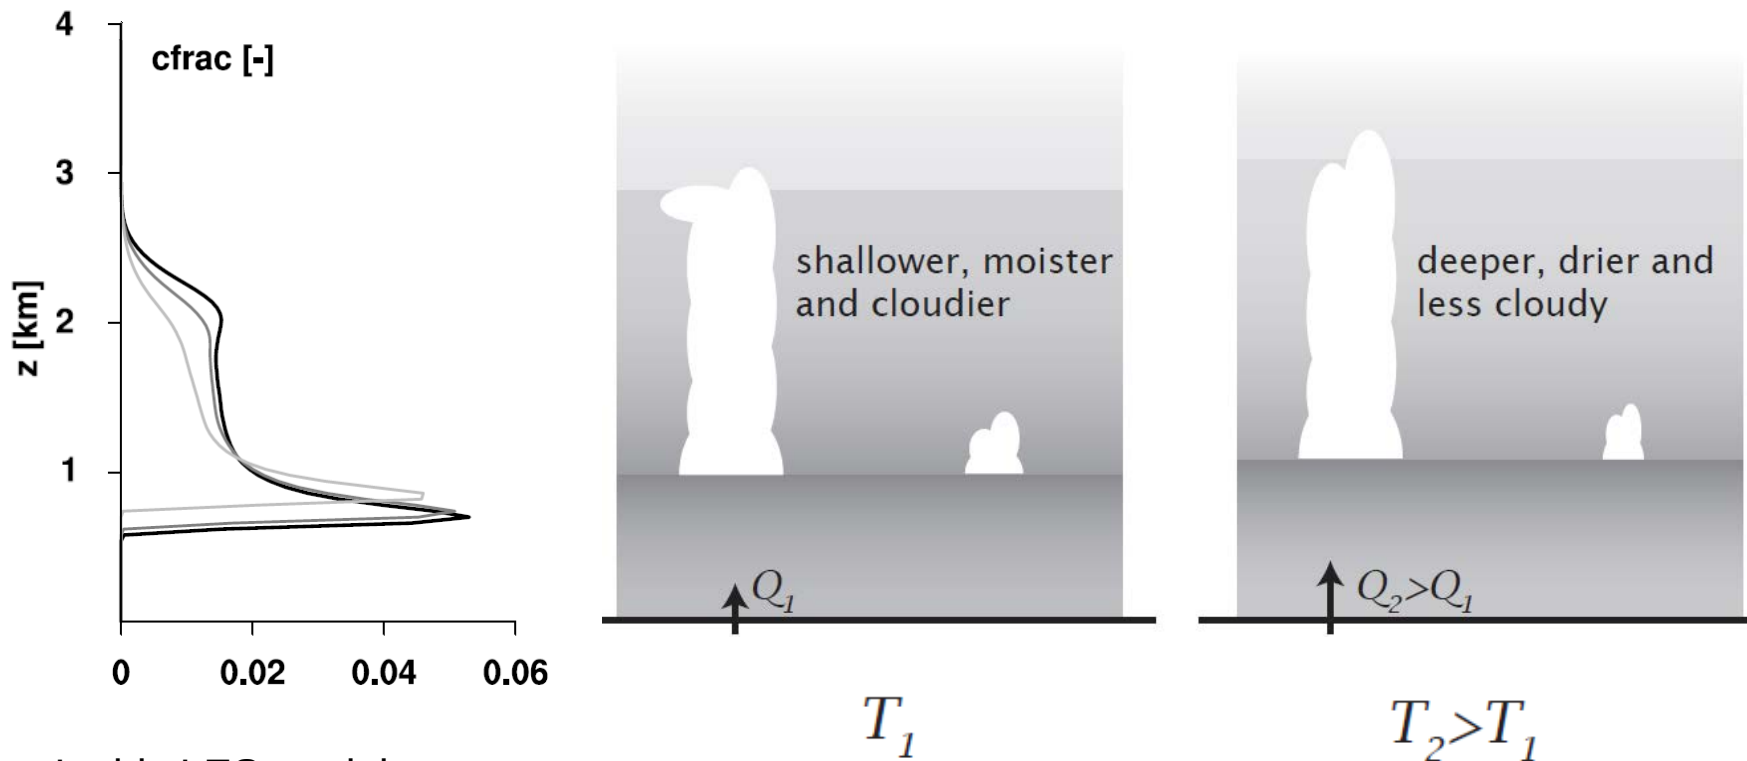 cfrac [-]
4
3
2
1
z [km]
0 0.02 0.04 0.06
shallower, moister
and cloudier
Q1
T1
deeper, drier and
less cloudy
Q2>Q1
T2>T1